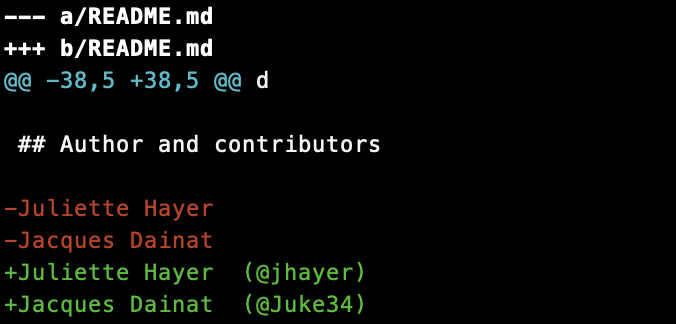 --- a/README.md
+++ b/README.md
@@ -38,5 +38,5 @@ d
 ## Author and contributors
-Juliette Hayer
-Jacques Dainat
+Juliette Hayer  (@jhayer)
+Jacques Dainat  (@Juke34)